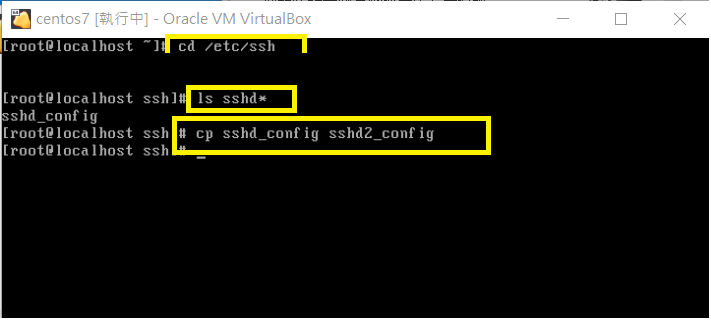 centos7 [執行中] - Oracle VM VirtualBox
[root@localhost ~]# cd /etc/ssh
[root@localhost ssh]# ls sshd*
sshd_config
[root@localhost ssh]# cp sshd_config sshd2_config
[root@localhost ssh]# _